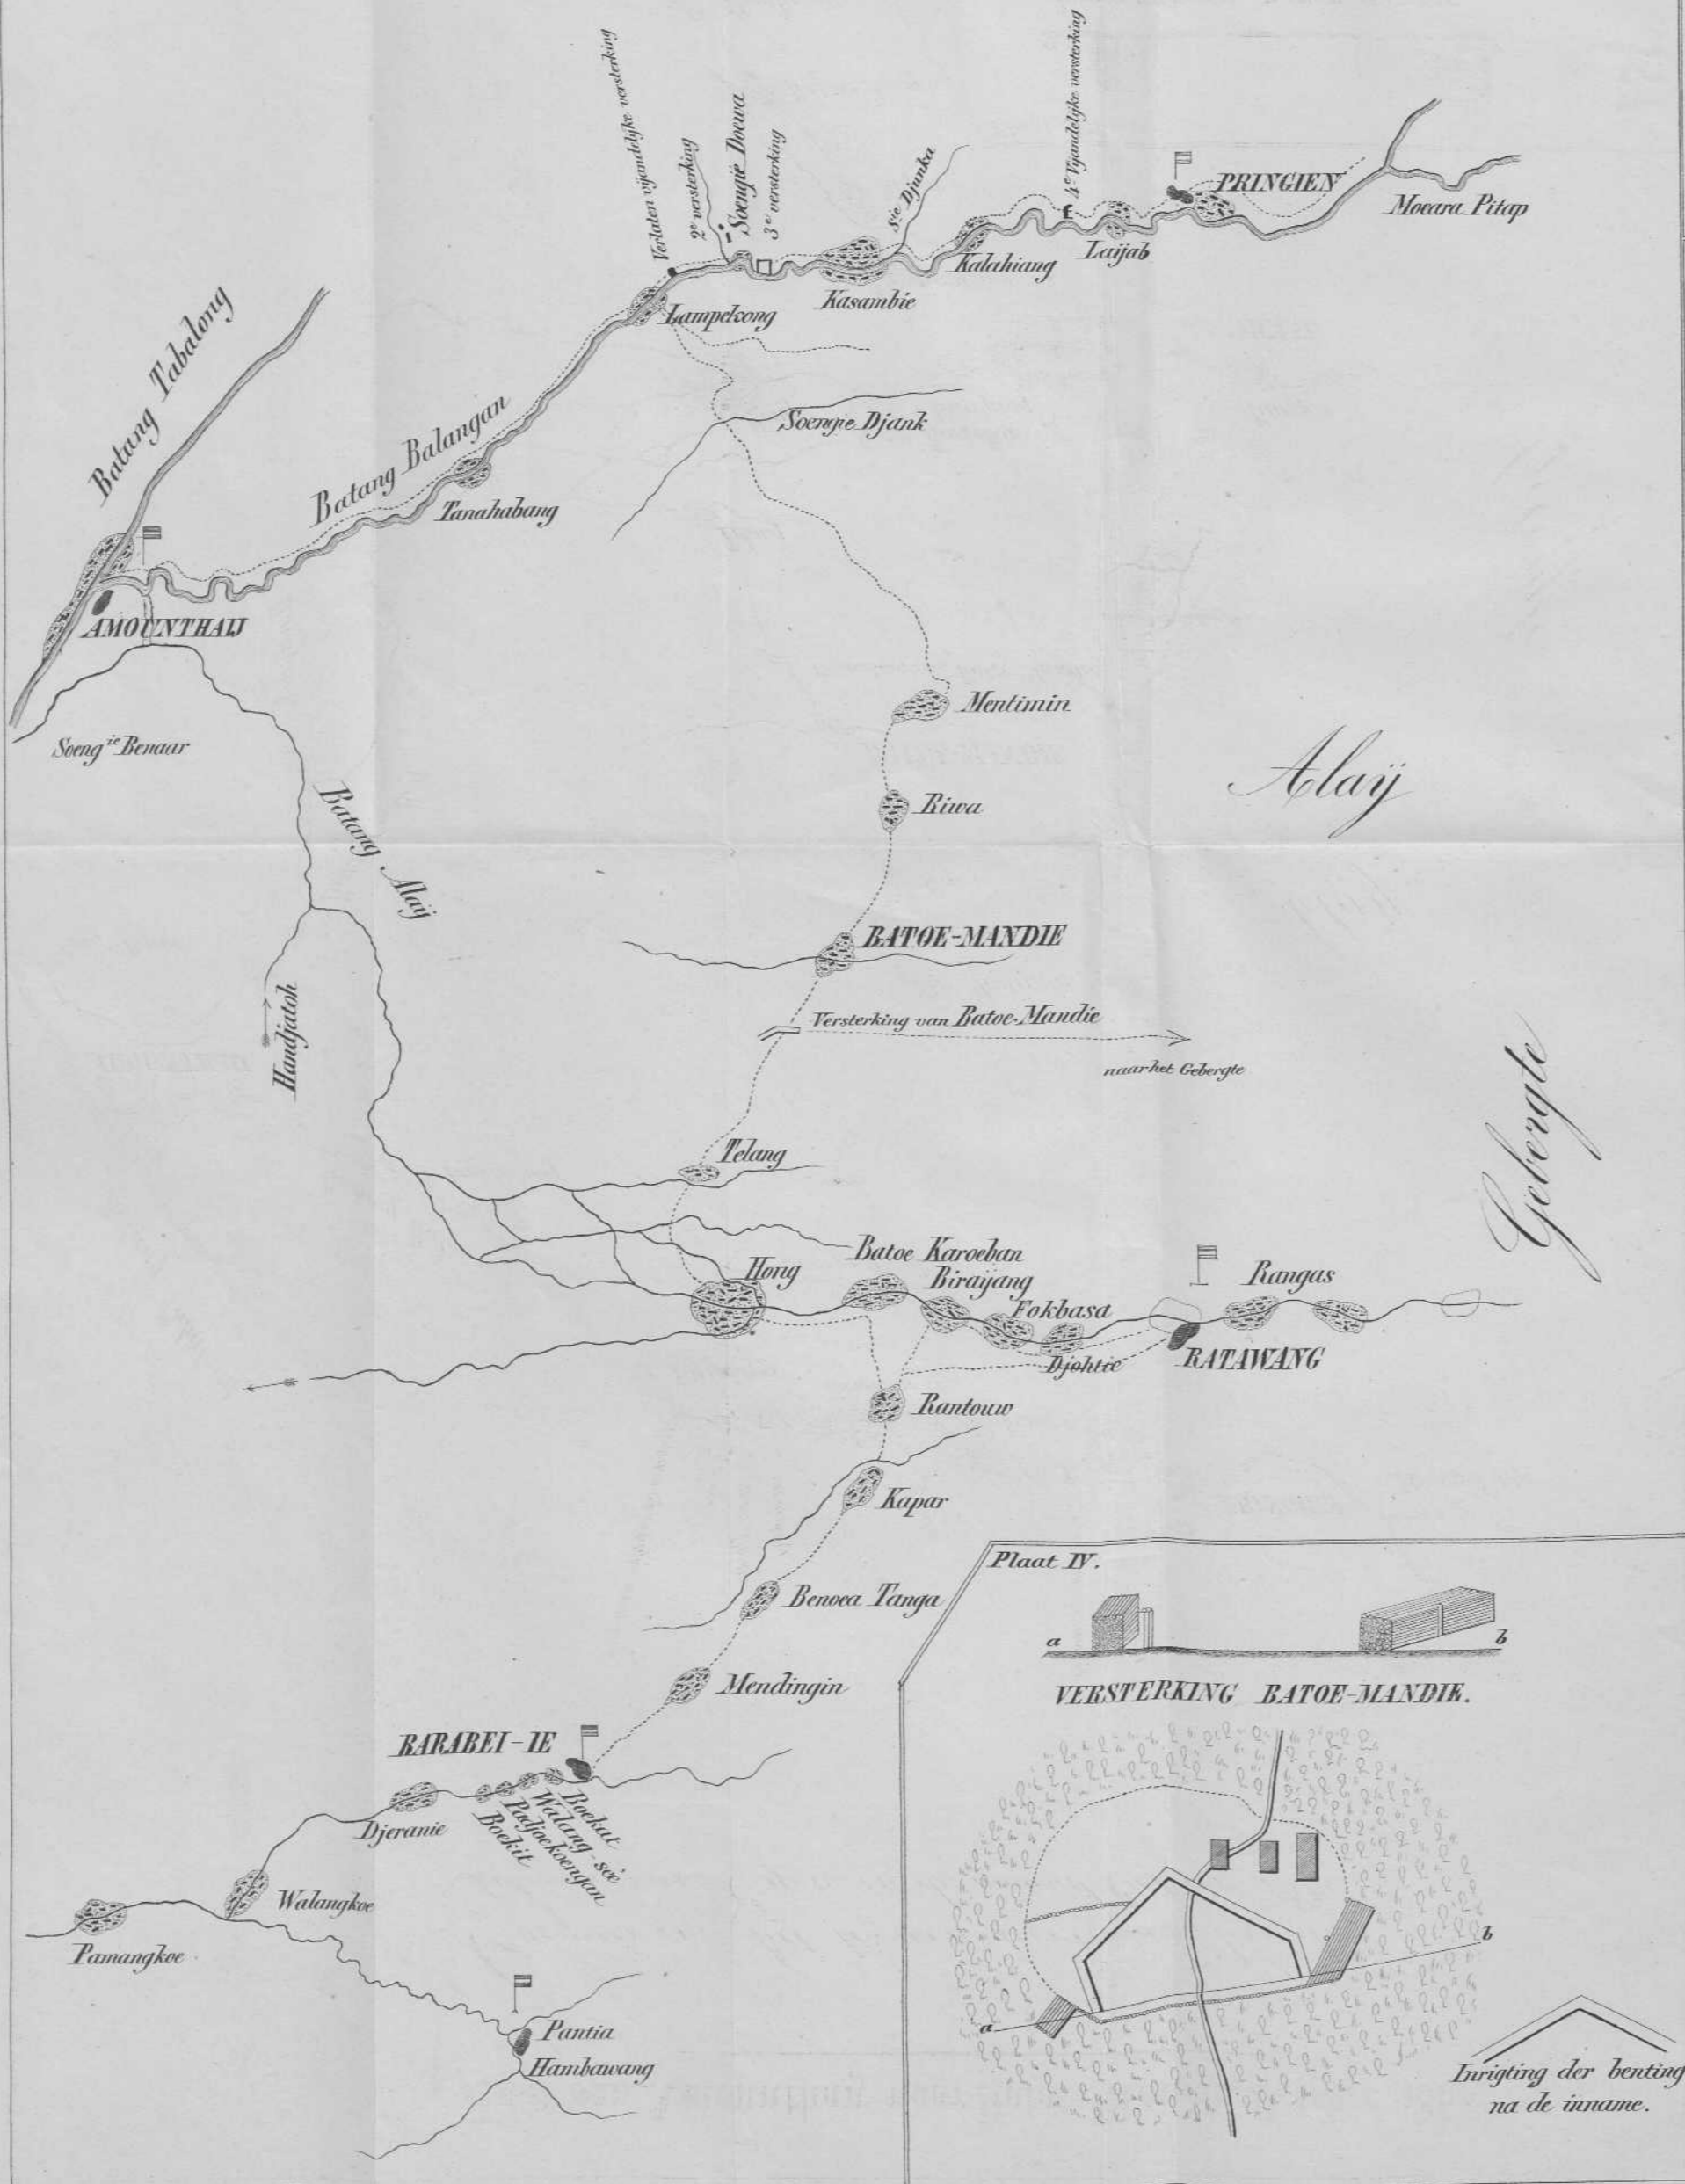 Verlaten vijandelijke versterking
2e versterking
Soengie Doewa
3e versterking
Sie Djunka
4e Vijandelijke versterking
PRINGIEN
Moeara Pitap
Laijab
Kalahiang
Kasambie
Lampekong
Batang Tabalong
Batang Balangan
Soengie Djank
Tanahabang
AMOUNTHAIJ
Mentimin
Soengie Benaar
Alaÿ
Riwa
Batang Alaij
BATOE-MANDIE
Handjatoh
Versterking van Batoe-Mandie
naar het Gebergte
Gebergte
Telang
Batoe Karoeban
Hong
Biraijang
Rangas
Fokbasa
Djohtie
BATAWANG
Rantouw
Kapar
Benoea Tanga
Mendingin
BARABEI-IE
Boekat
Walang-sée
Padjoekoengan
Boekit
Djeranie
Walangkoe
Pamangkoe
Pantia
Hambawang
Plaat IV.
a
b
VERSTERKING BATOE-MANDIE.
b
a
Inrigting der benting
na de inname.